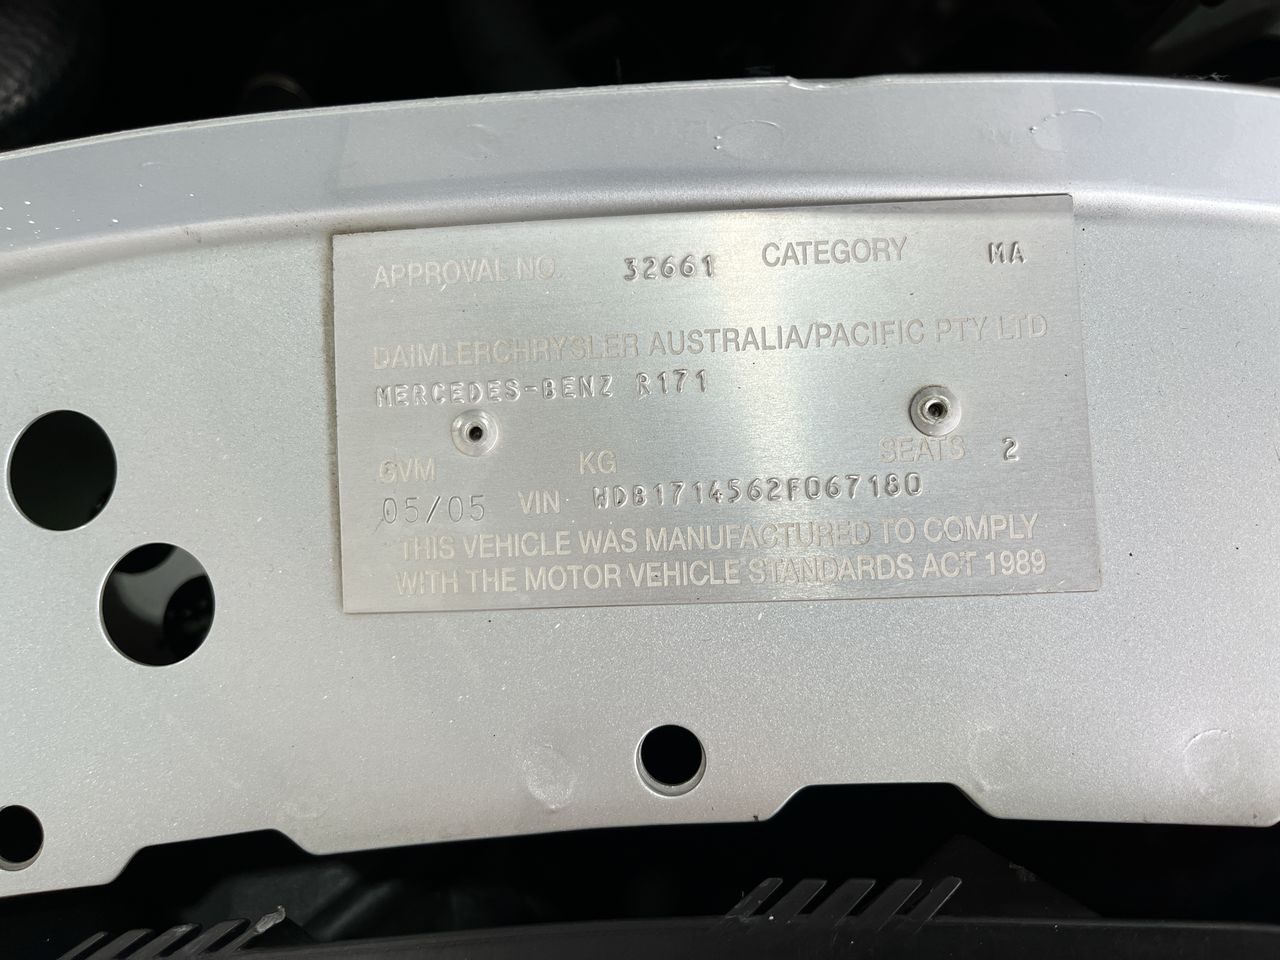 APPROVAL NO. 32661 CATEGORY MA
DAIMLERCHRYSLER AUSTRALIA/PACIFIC PTY LTD
MERCEDES-BENZ R171
GVM KG SEATS 2
05/05 VIN WDB1714562F067180
THIS VEHICLE WAS MANUFACTURED TO COMPLY
WITH THE MOTOR VEHICLE STANDARDS ACT 1989